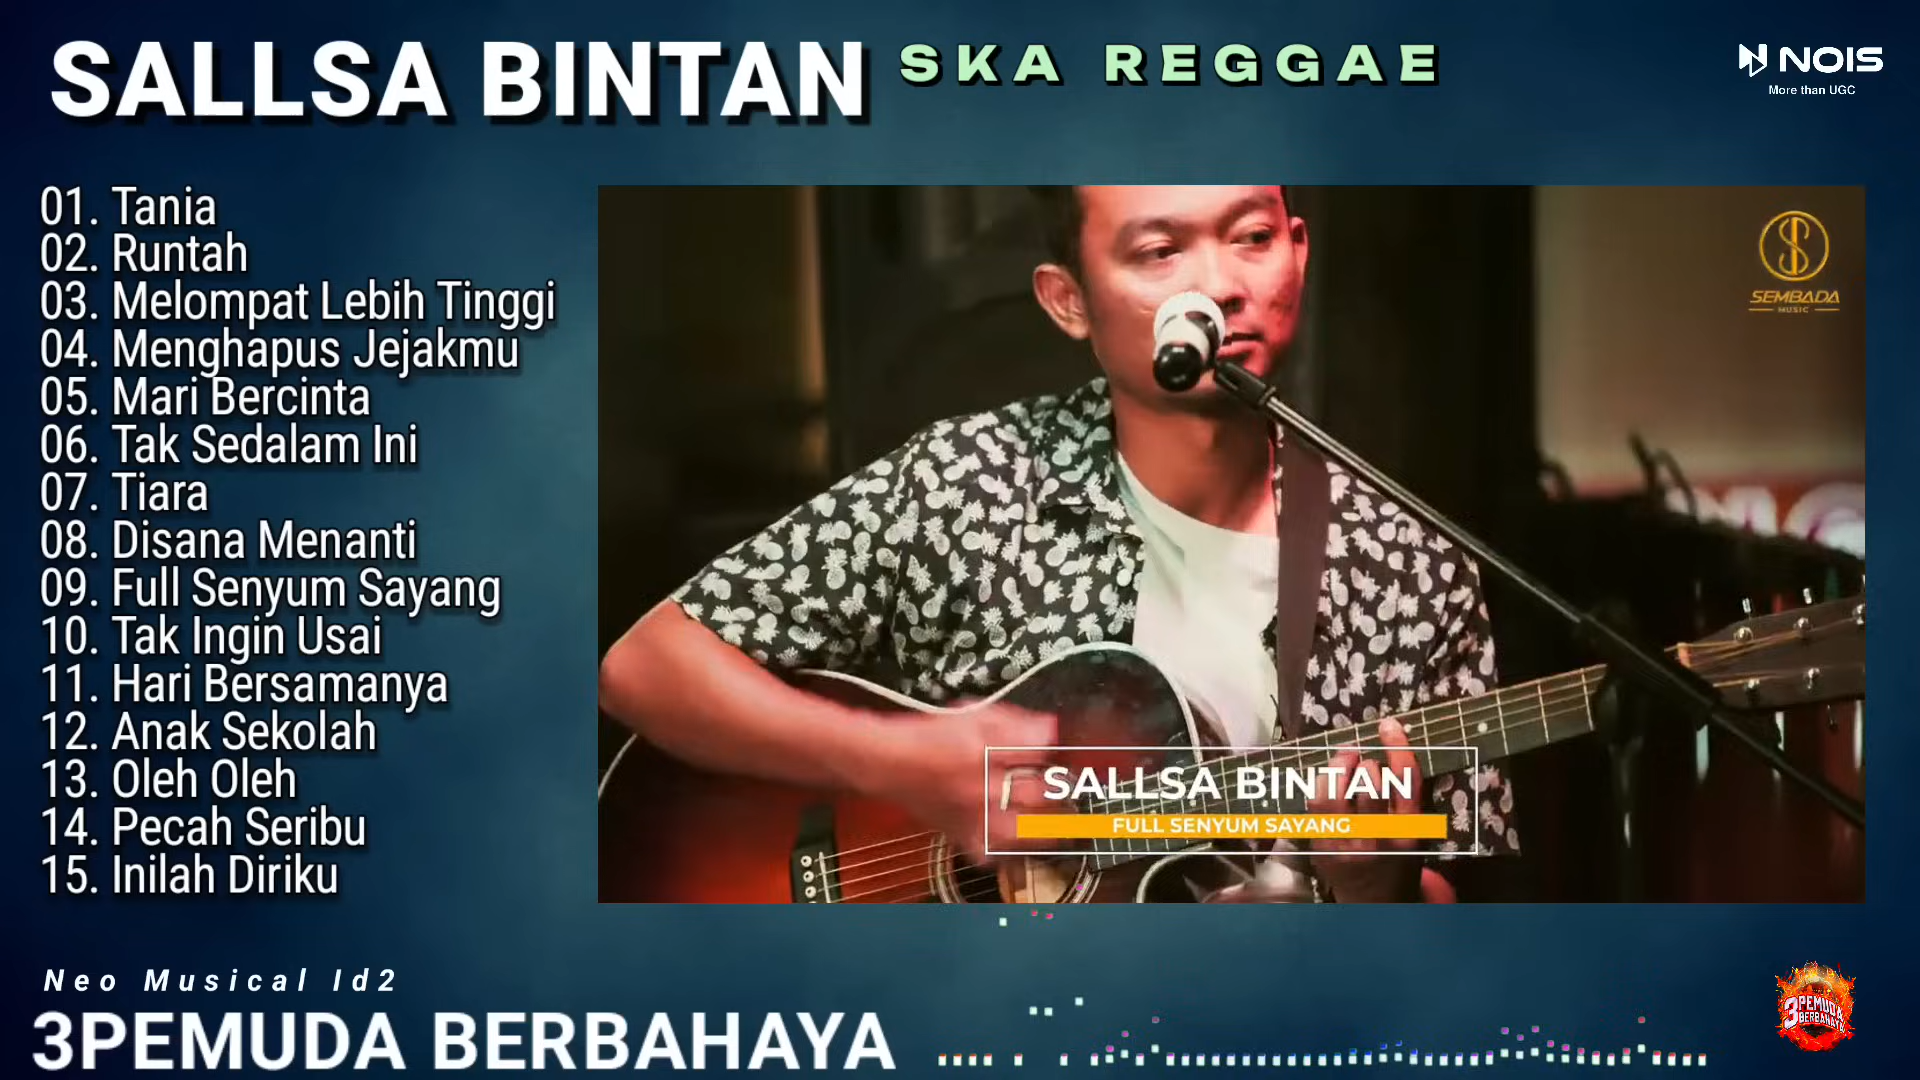 SALLSA BINTAN
SKA REGGAE
NOIS
More than UGC
01. Tania
02. Runtah
03. Melompat Lebih Tinggi
04. Menghapus Jejakmu
05. Mari Bercinta
06. Tak Sedalam Ini
07. Tiara
08. Disana Menanti
09. Full Senyum Sayang
10. Tak Ingin Usai
11. Hari Bersamanya
12. Anak Sekolah
13. Oleh Oleh
14. Pecah Seribu
15. Inilah Diriku
SEMBADA
MUSIC
SALLSA BINTAN
FULL SENYUM SAYANG
Neo Musical Id2
3PEMUDA BERBAHAYA
3PEMUDA
BERBAHAYA